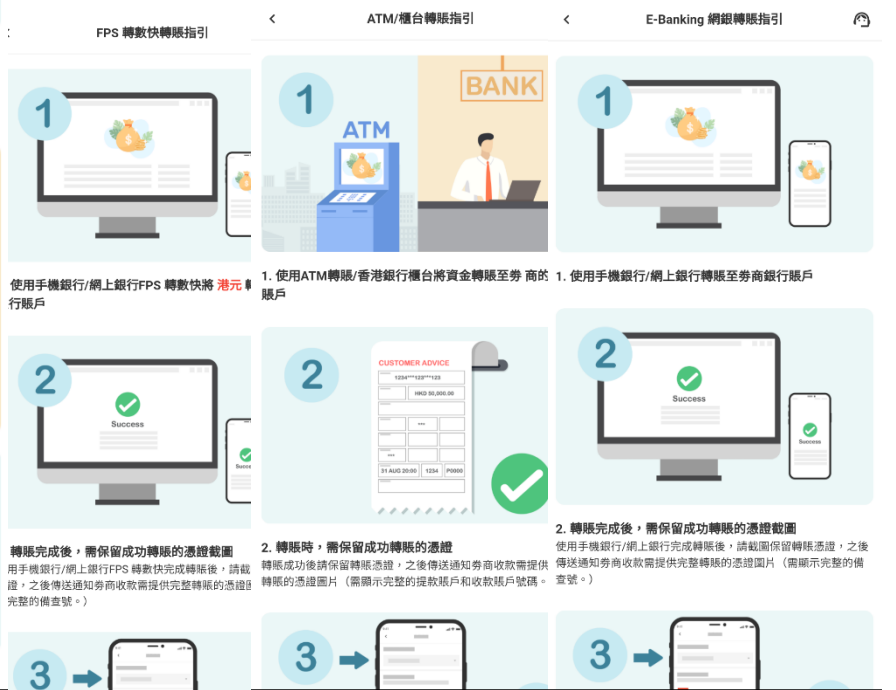 FPS 轉數快轉賬指引
1
使用手機銀行/網上銀行FPS 轉數快將 港元
行賬戶
2
Success
轉賬完成後，需保留成功轉賬的憑證截圖
用手機銀行/網上銀行FPS 轉數快完成轉賬後，請截
證，之後傳送通知券商收款需提供完整轉賬的憑證
完整的備查號。）
3
ATM/櫃台轉賬指引
1
ATM
BANK
1. 使用ATM轉賬/香港銀行櫃台將資金轉賬至券 商的
賬戶
2
CUSTOMER ADVICE
1234***123***123
HKD 50,000.00
***
***
31 AUG 20:00 1234 P0000
2. 轉賬時，需保留成功轉賬的憑證
轉賬成功後請保留轉賬憑證，之後傳送通知券商收款需提供
轉賬的憑證圖片（需顯示完整的提款賬戶和收款賬戶號碼。
3
E-Banking 網銀轉賬指引
1
1. 使用手機銀行/網上銀行轉賬至券商銀行賬戶
2
Success
Success
2. 轉賬完成後，需保留成功轉賬的憑證截圖
使用手機銀行/網上銀行完成轉賬後，請截圖保留轉賬憑證，之後
傳送通知券商收款需提供完整轉賬的憑證圖片（需顯示完整的備
查號。）
3